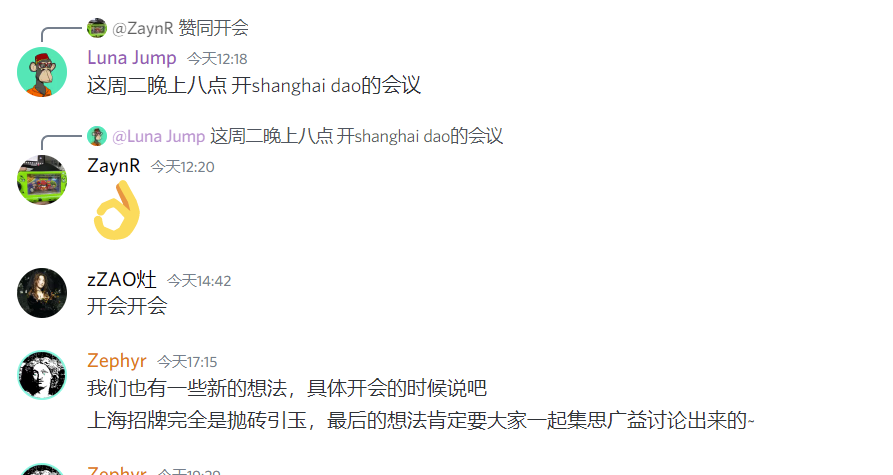 @ZaynR 赞同开会
Luna Jump 今天12:18
这周二晚上八点 开shanghai dao的会议
@Luna Jump 这周二晚上八点 开shanghai dao的会议
ZaynR 今天12:20
zZAO灶 今天14:42
开会开会
Zephyr 今天17:15
我们也有一些新的想法，具体开会的时候说吧
上海招牌完全是抛砖引玉，最后的想法肯定要大家一起集思广益讨论出来的~
Zephyr